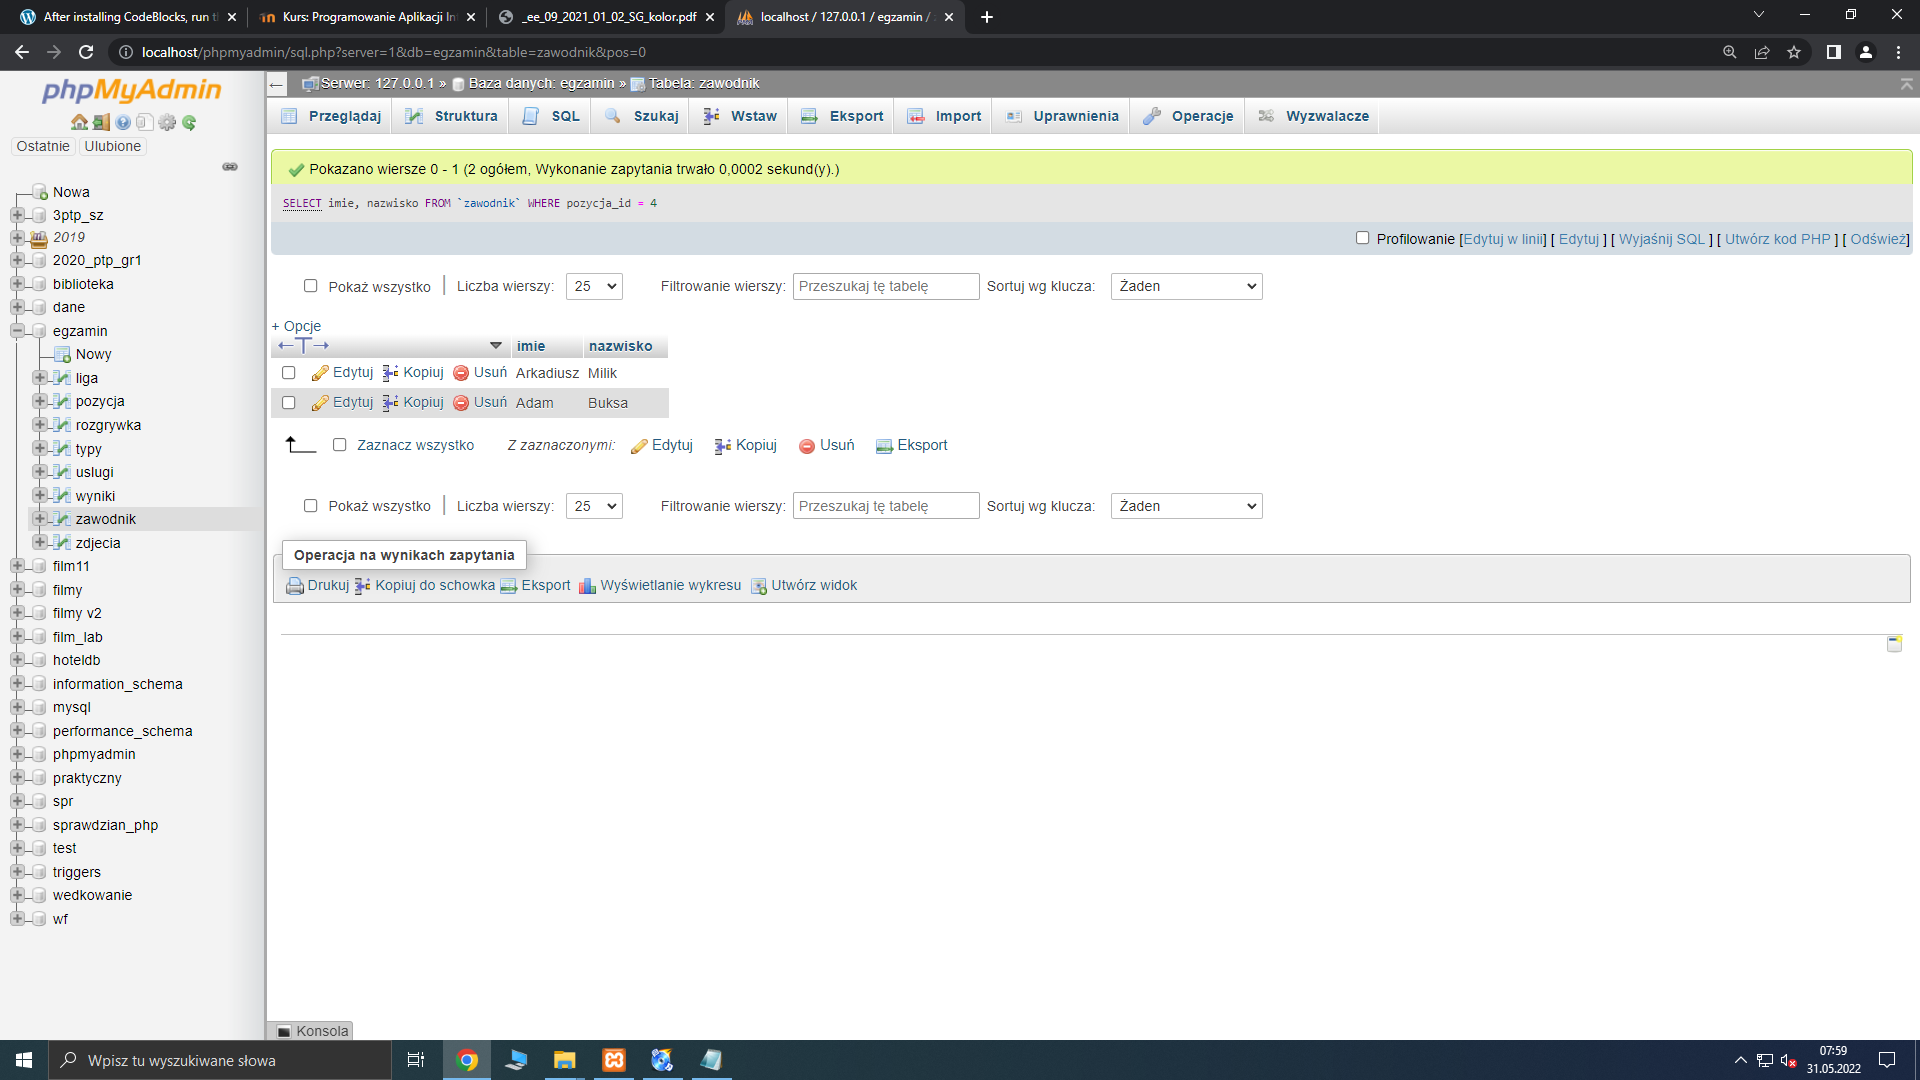 After installing CodeBlocks, run t
Kurs: Programowanie Aplikacji In
_ee_09_2021_01_02_SG_kolor.pdf
localhost / 127.0.0.1 / egzamin /
localhost/phpmyadmin/sql.php?server=1&db=egzamin&table=zawodnik&pos=0
phpMyAdmin
Ostatnie Ulubione
Nowa
3ptp_sz
2019
2020_ptp_gr1
biblioteka
dane
egzamin
Nowy
liga
pozycja
rozgrywka
typy
uslugi
wyniki
zawodnik
zdjecia
film11
filmy
filmy v2
film_lab
hoteldb
information_schema
mysql
performance_schema
phpmyadmin
praktyczny
spr
sprawdzian_php
test
triggers
wedkowanie
wf
Serwer: 127.0.0.1 » Baza danych: egzamin » Tabela: zawodnik
Przeglądaj Struktura SQL Szukaj Wstaw Eksport Import Uprawnienia Operacje Wyzwalacze
Pokazano wiersze 0 - 1 (2 ogółem, Wykonanie zapytania trwało 0,0002 sekund(y).)
SELECT imie, nazwisko FROM `zawodnik` WHERE pozycja_id = 4
Profilowanie [Edytuj w linii] [ Edytuj ] [ Wyjaśnij SQL ] [ Utwórz kod PHP ] [ Odśwież]
Pokaż wszystko | Liczba wierszy: 25 Filtrowanie wierszy: Przeszukaj tę tabelę Sortuj wg klucza: Żaden
+ Opcje
←T→ imie nazwisko
Edytuj Kopiuj Usuń Arkadiusz Milik
Edytuj Kopiuj Usuń Adam Buksa
Zaznacz wszystko Z zaznaczonymi: Edytuj Kopiuj Usuń Eksport
Pokaż wszystko | Liczba wierszy: 25 Filtrowanie wierszy: Przeszukaj tę tabelę Sortuj wg klucza: Żaden
Operacja na wynikach zapytania
Drukuj Kopiuj do schowka Eksport Wyświetlanie wykresu Utwórz widok
Konsola
Wpisz tu wyszukiwane słowa
07:59
31.05.2022